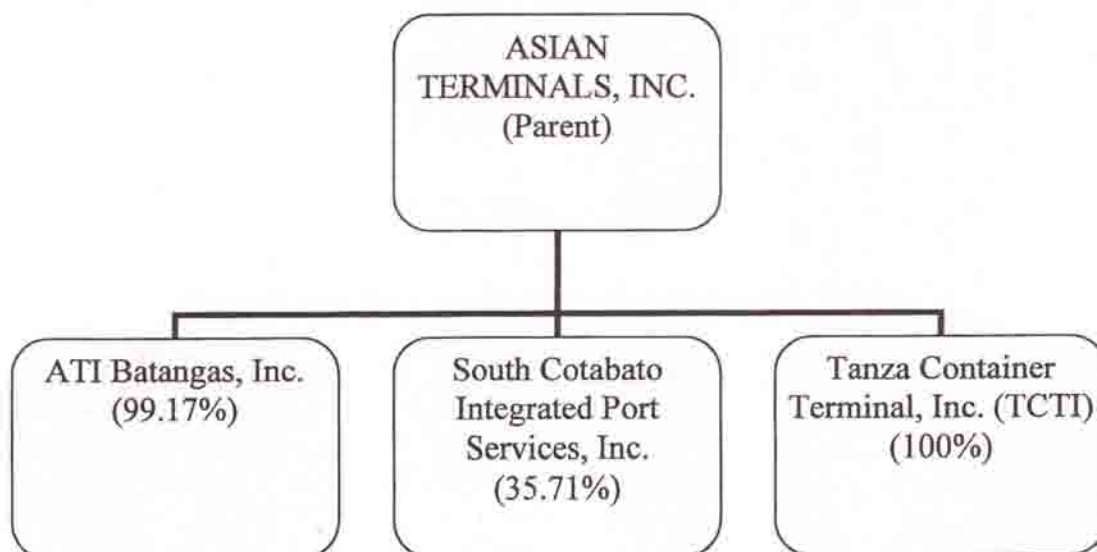 ASIAN
TERMINALS, INC.
(Parent)
ATI Batangas, Inc.
(99.17%)
South Cotabato
Integrated Port
Services, Inc.
(35.71%)
Tanza Container
Terminal, Inc. (TCTI)
(100%)